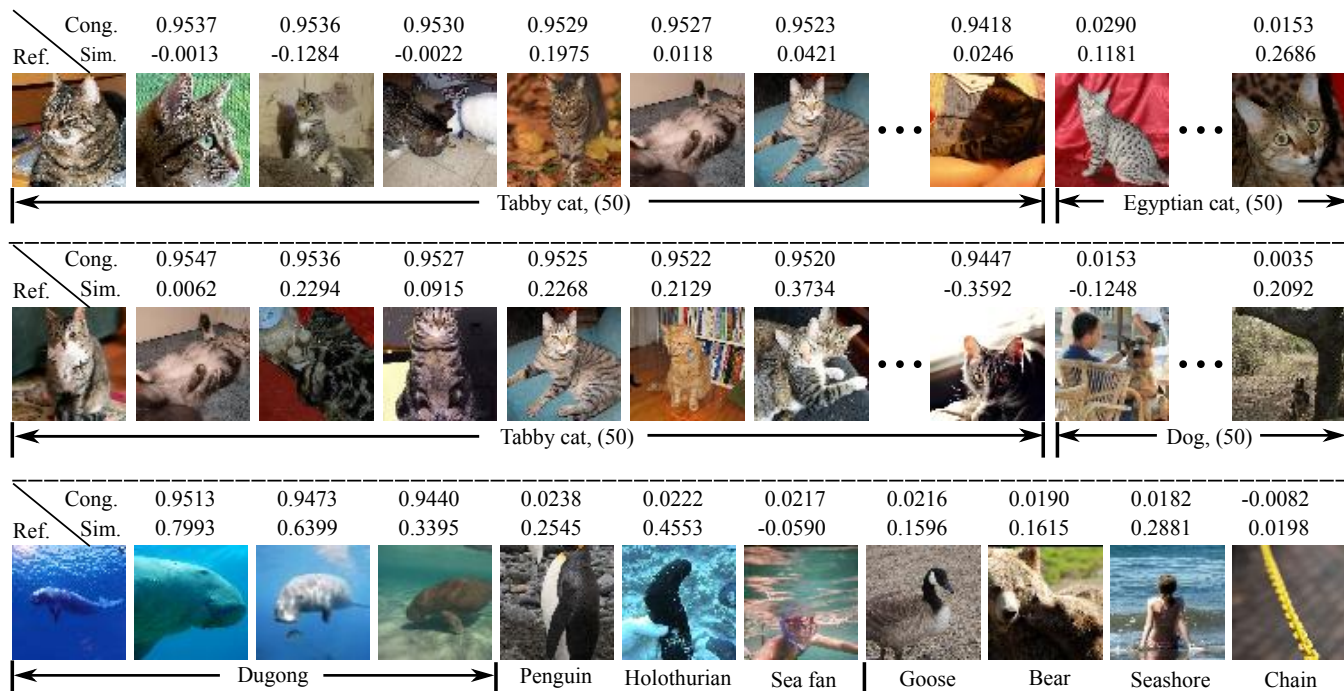 Cong. 0.9537 0.9536 0.9530 0.9529 0.9527 0.9523 0.9418 0.0290 0.0153
Ref. Sim. -0.0013 -0.1284 -0.0022 0.1975 0.0118 0.0421 0.0246 0.1181 0.2686
Tabby cat, (50) Egyptian cat, (50)
Cong. 0.9547 0.9536 0.9527 0.9525 0.9522 0.9520 0.9447 0.0153 0.0035
Ref. Sim. 0.0062 0.2294 0.0915 0.2268 0.2129 0.3734 -0.3592 -0.1248 0.2092
Tabby cat, (50) Dog, (50)
Cong. 0.9513 0.9473 0.9440 0.0238 0.0222 0.0217 0.0216 0.0190 0.0182 -0.0082
Ref. Sim. 0.7993 0.6399 0.3395 0.2545 0.4553 -0.0590 0.1596 0.1615 0.2881 0.0198
Dugong Penguin Holothurian Sea fan Goose Bear Seashore Chain